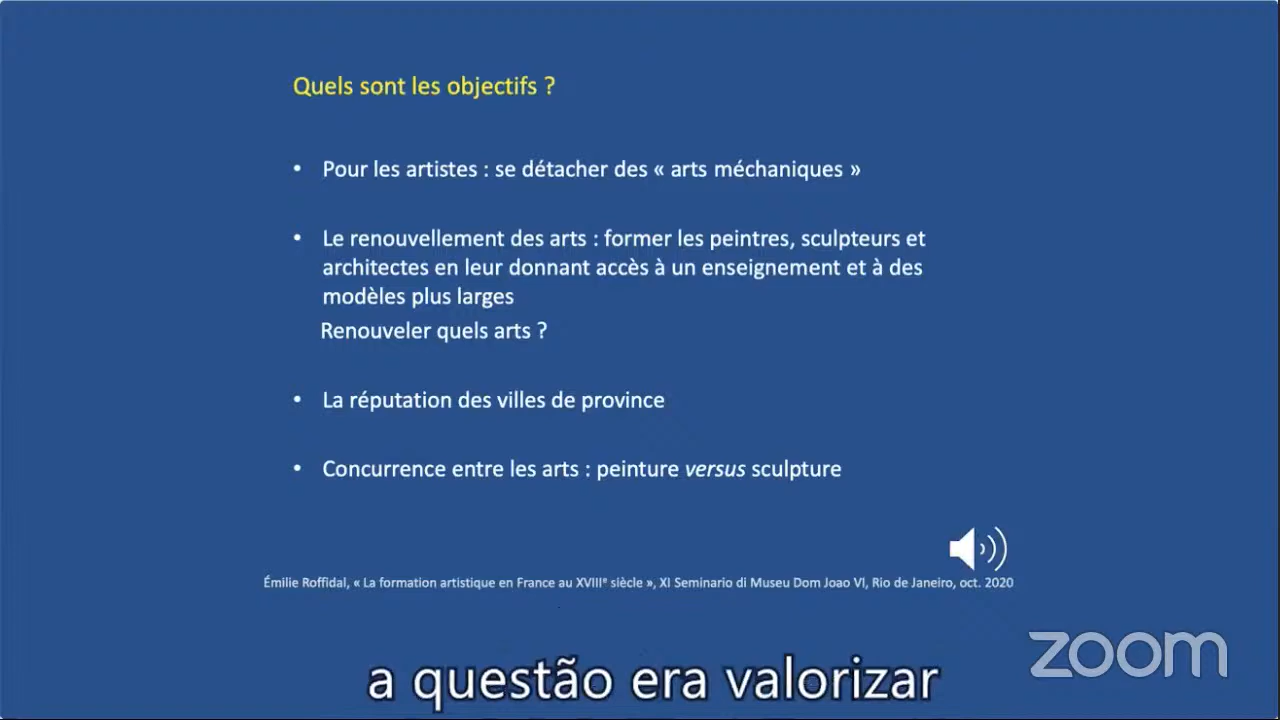 Quels sont les objectifs ?
• Pour les artistes : se détacher des « arts méchaniques »
• Le renouvellement des arts : former les peintres, sculpteurs et
architectes en leur donnant accès à un enseignement et à des
modèles plus larges
Renouveler quels arts ?
• La réputation des villes de province
• Concurrence entre les arts : peinture versus sculpture
Émilie Roffidal, « La formation artistique en France au XVIIIᵉ siècle », XI Seminario di Museu Dom Joao VI, Rio de Janeiro, oct. 2020
zoom
a questão era valorizar